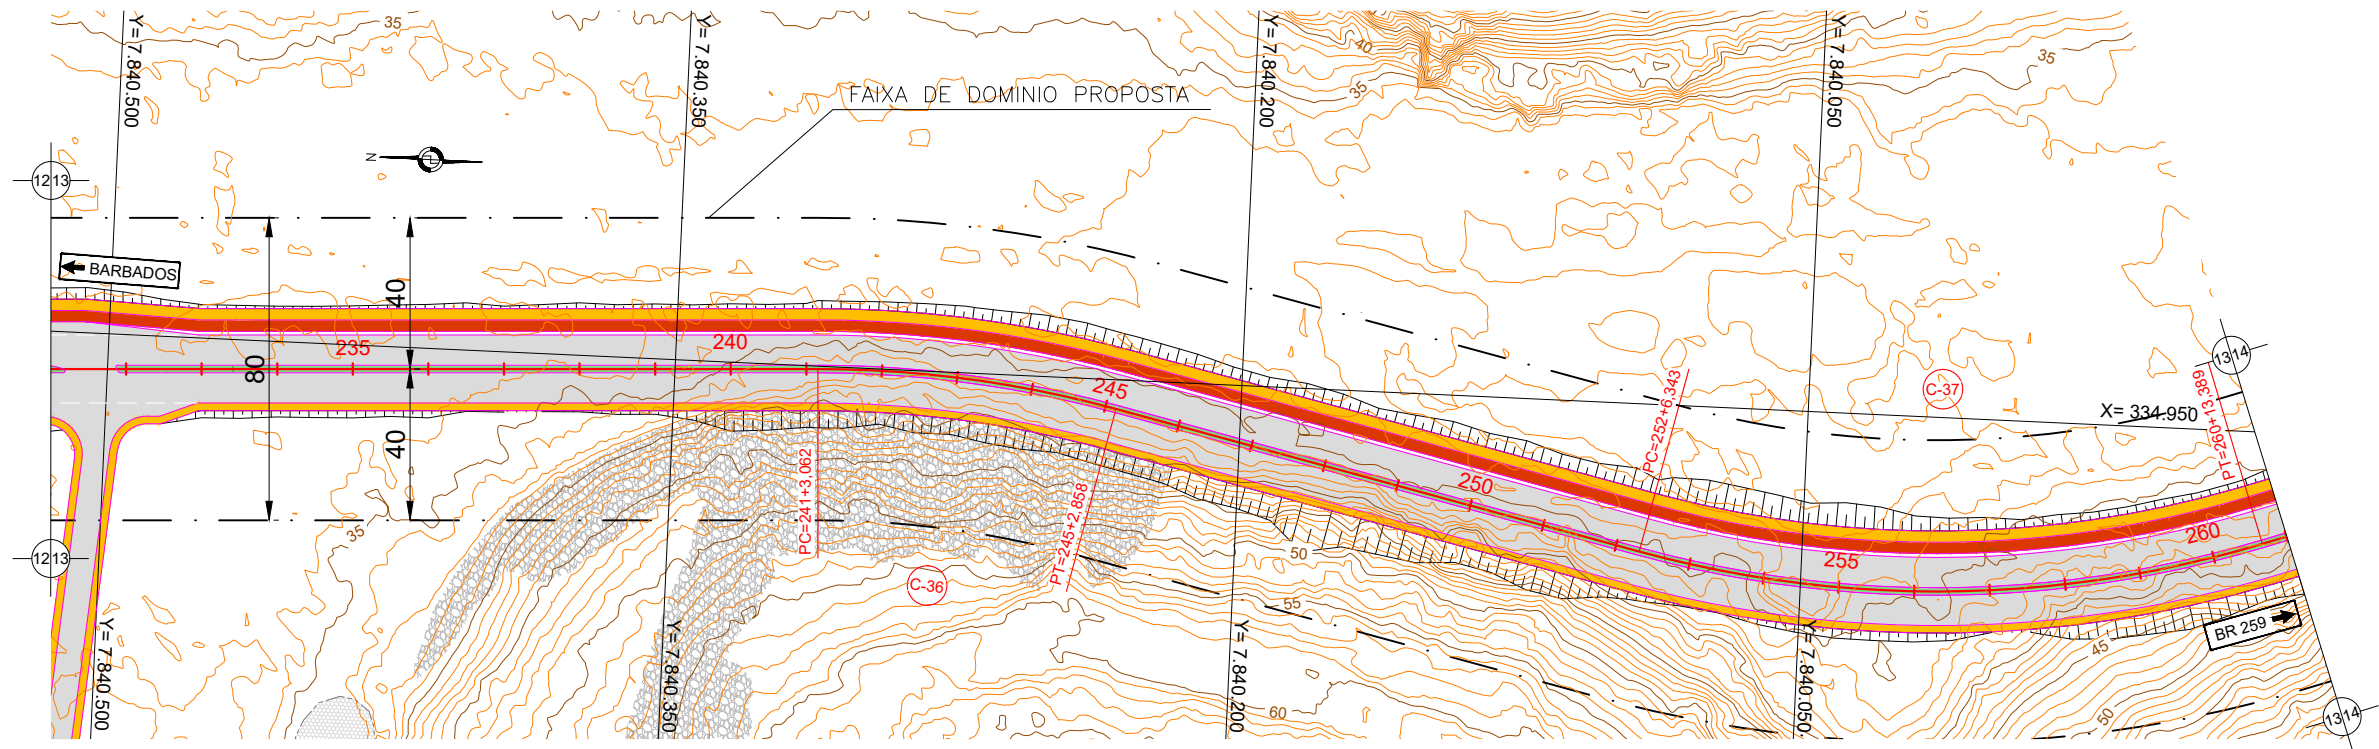 35
Y= 7.840.500
Y= 7.840.350
Y= 7.840.200
Y= 7.840.050
40
35
35
FAIXA DE DOMINIO PROPOSTA
N
12 13
BARBADOS
40
80
40
235
240
245
250
255
260
PC=241+3,062
PT=245+2,858
PC=252+6,343
PT=260+13,389
C-36
C-37
X= 334.950
13 14
35
50
55
60
45
50
BR 259
12 13
13 14
Y= 7.840.500
Y= 7.840.350
Y= 7.840.200
Y= 7.840.050